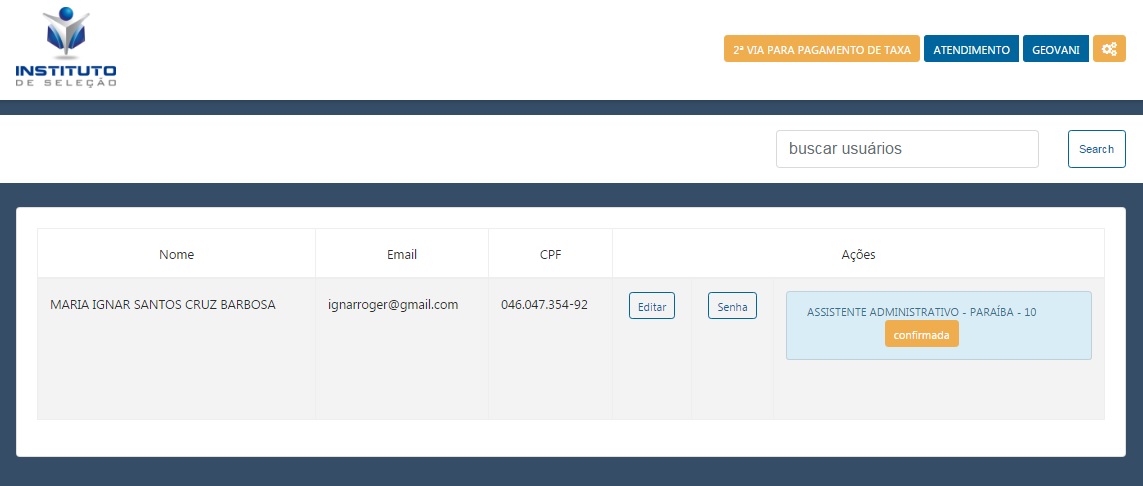 INSTITUTO
DE SELEÇÃO
2ª VIA PARA PAGAMENTO DE TAXA ATENDIMENTO GEOVANI
buscar usuários Search
Nome Email CPF Ações
MARIA IGNAR SANTOS CRUZ BARBOSA ignarroger@gmail.com 046.047.354-92 Editar Senha ASSISTENTE ADMINISTRATIVO - PARAÍBA - 10
confirmada